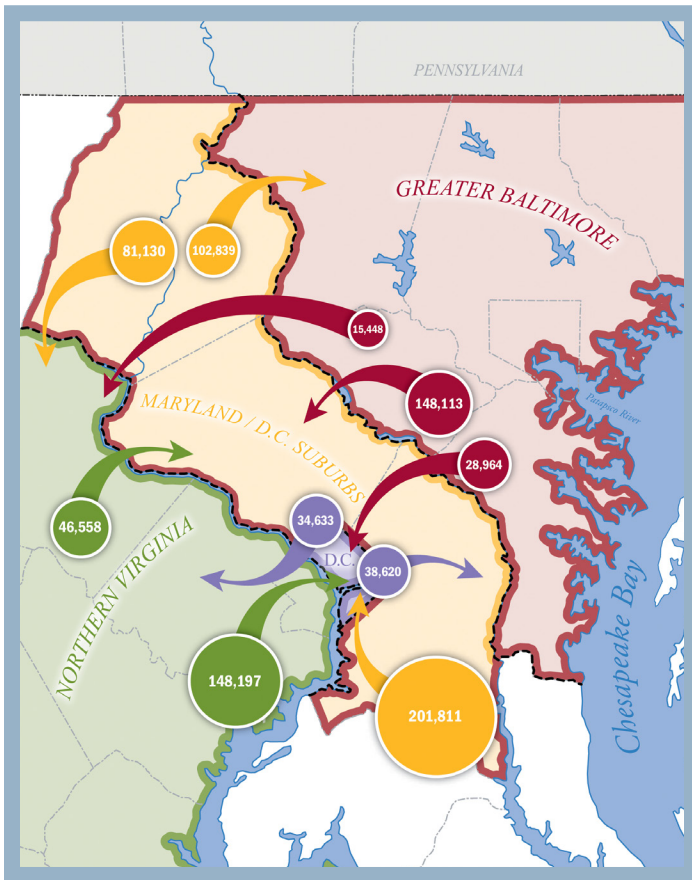 PENNSYLVANIA
GREATER BALTIMORE
81,130
102,839
15,448
148,113
Patapsco River
MARYLAND / D.C. SUBURBS
28,964
46,558
34,633
D.C.
38,620
NORTHERN VIRGINIA
Chesapeake Bay
148,197
201,811